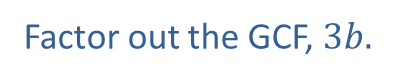 Factor out the GCF, 3b.